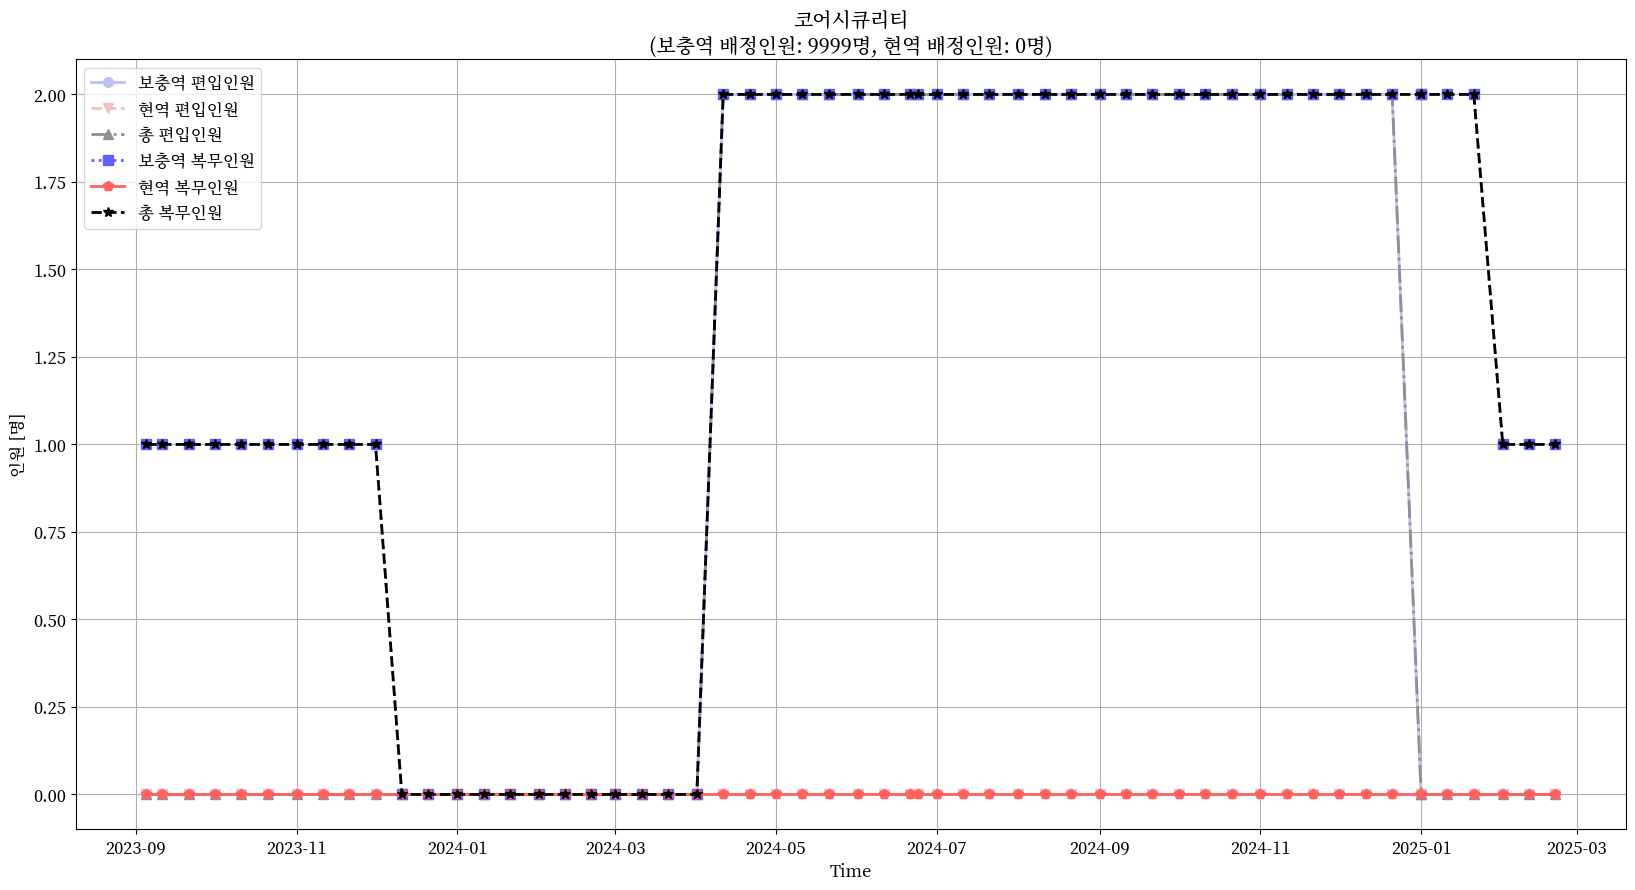 코어시큐리티
(보충역 배정인원: 9999명, 현역 배정인원: 0명)
보충역 편입인원
현역 편입인원
총 편입인원
보충역 복무인원
현역 복무인원
총 복무인원
인원 [명]
2.00
1.75
1.50
1.25
1.00
0.75
0.50
0.25
0.00
2023-09
2023-11
2024-01
2024-03
2024-05
2024-07
2024-09
2024-11
2025-01
2025-03
Time